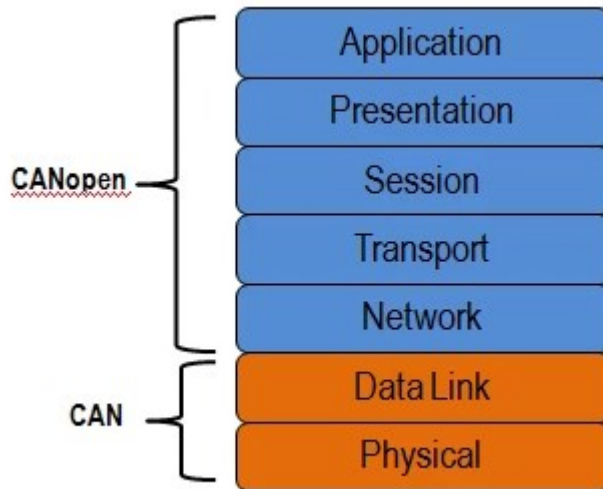 Application
Presentation
CANopen
Session
Transport
Network
Data Link
CAN
Physical